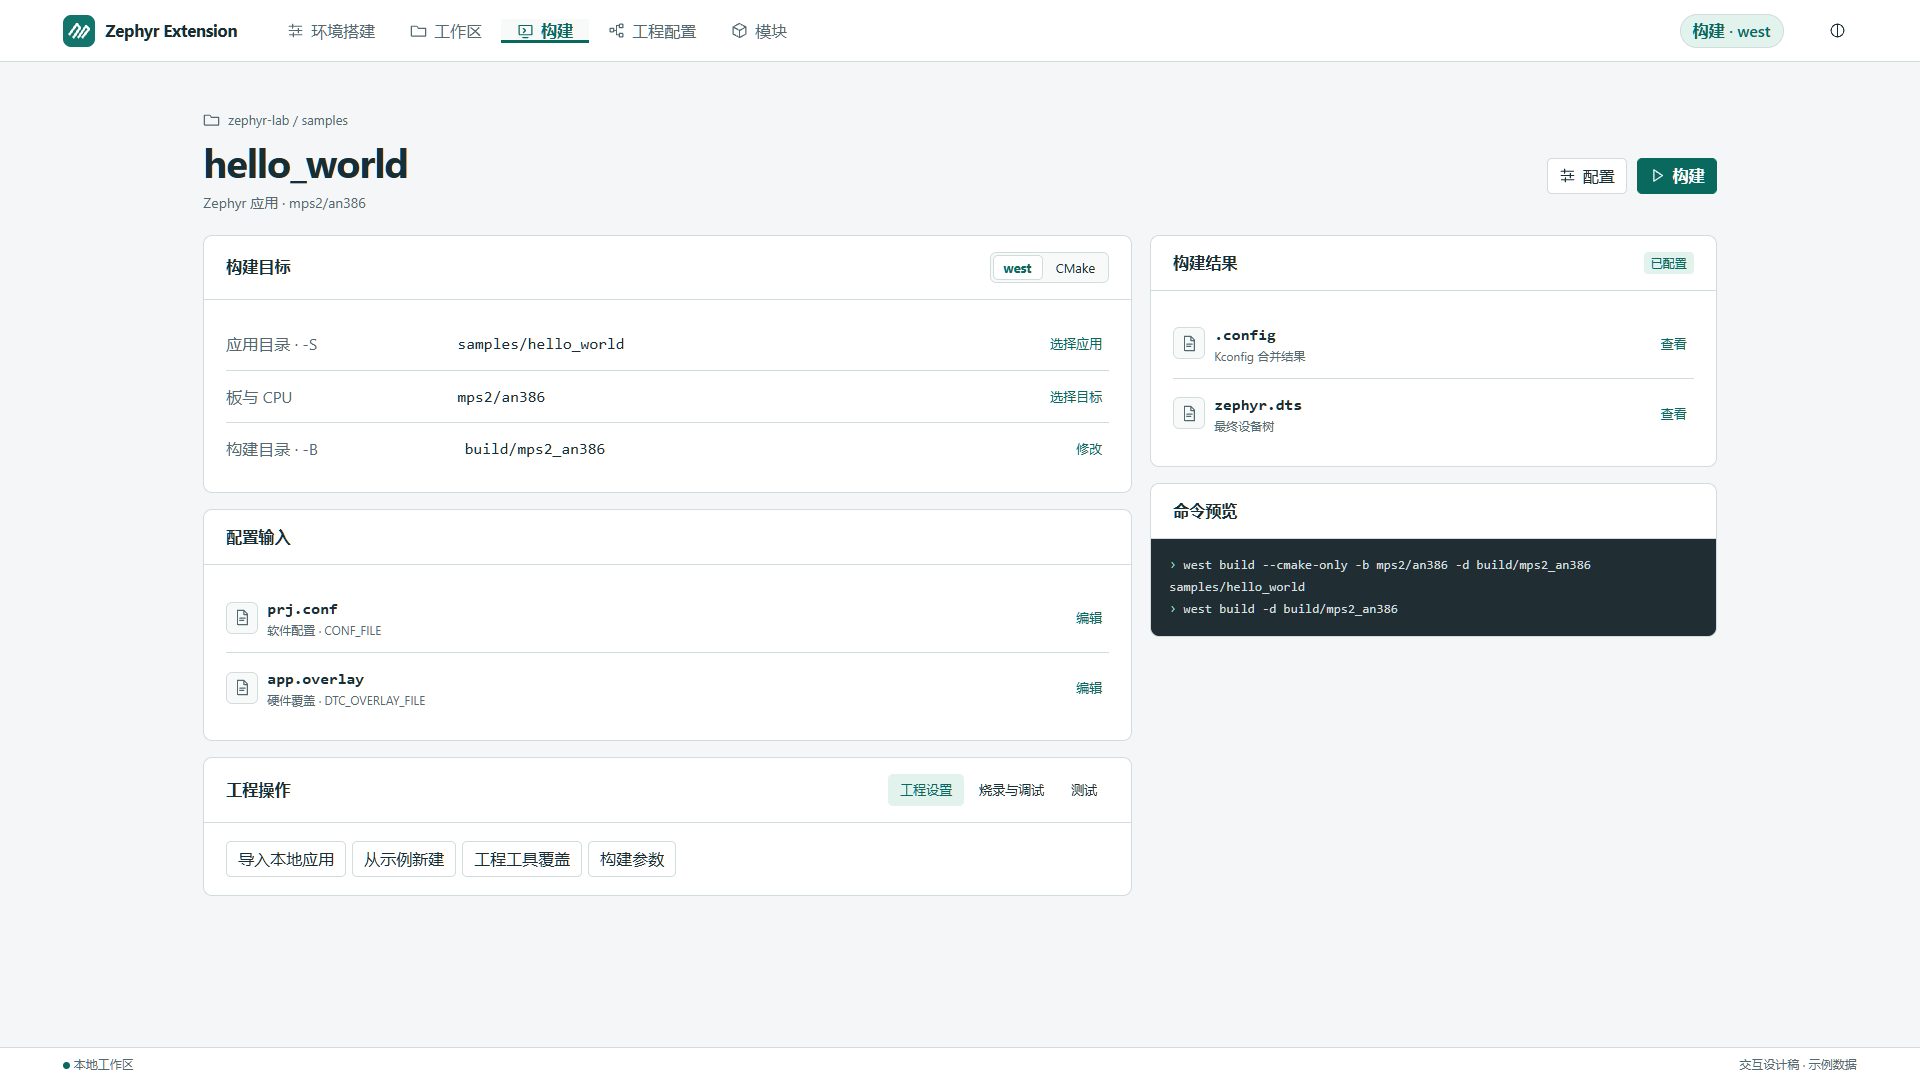 Zephyr Extension
环境搭建
工作区
构建
工程配置
模块
构建 · west
zephyr-lab / samples
hello_world
Zephyr 应用 · mps2/an386
配置
构建
构建目标
west
CMake
应用目录 · -S
samples/hello_world
选择应用
板与 CPU
mps2/an386
选择目标
构建目录 · -B
build/mps2_an386
修改
配置输入
prj.conf
软件配置 · CONF_FILE
编辑
app.overlay
硬件覆盖 · DTC_OVERLAY_FILE
编辑
工程操作
工程设置
烧录与调试
测试
导入本地应用
从示例新建
工程工具覆盖
构建参数
构建结果
已配置
.config
Kconfig 合并结果
查看
zephyr.dts
最终设备树
查看
命令预览
› west build --cmake-only -b mps2/an386 -d build/mps2_an386
samples/hello_world
› west build -d build/mps2_an386
本地工作区
交互设计稿 · 示例数据